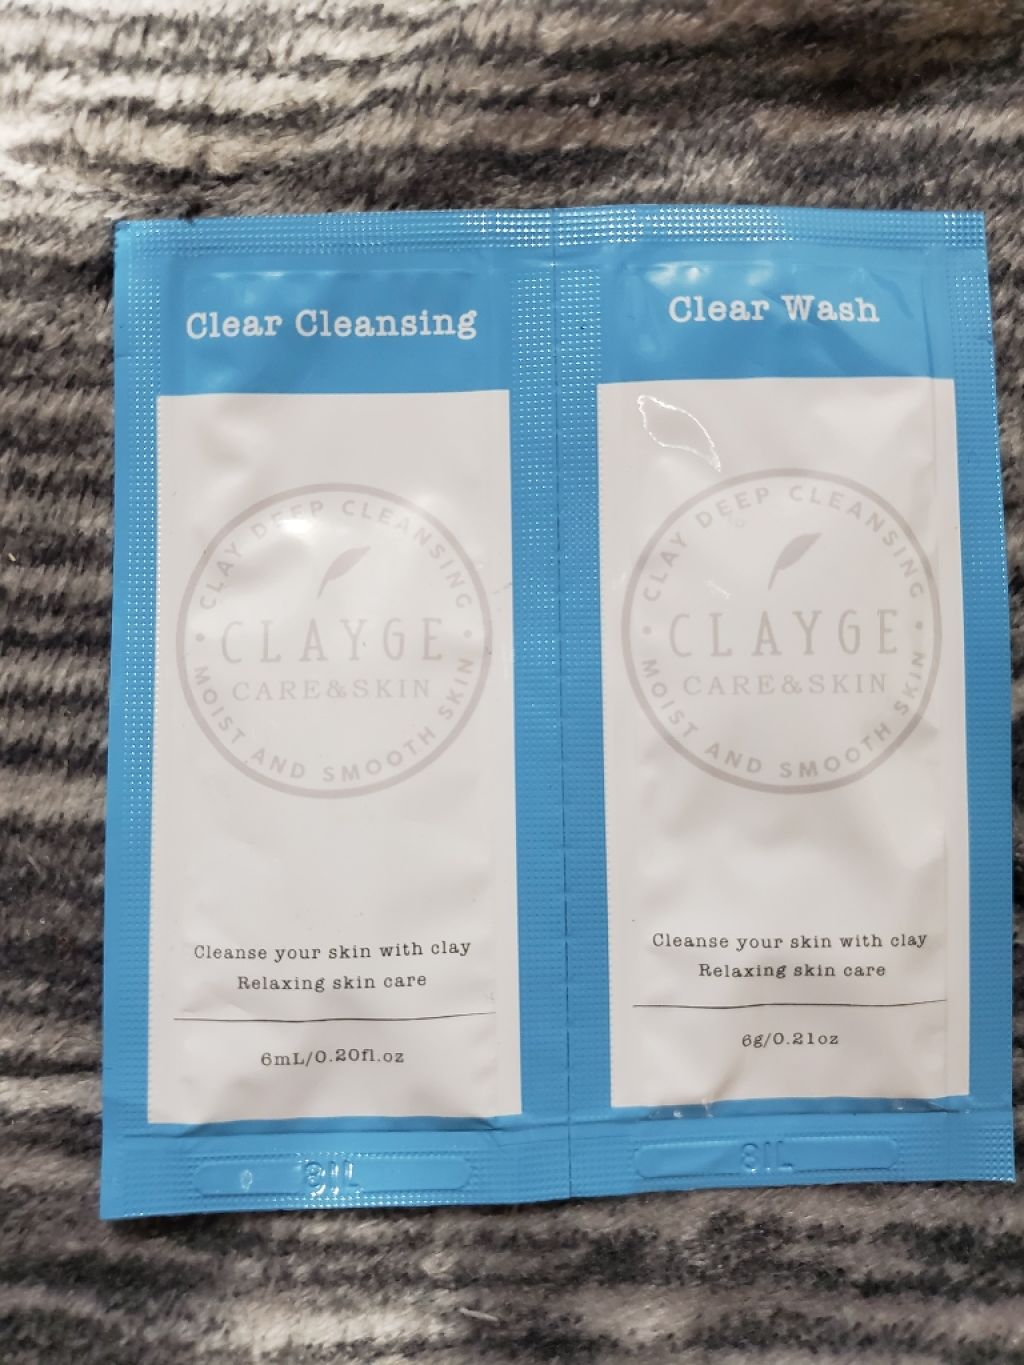 Clear Cleansing
CLAY DEEP CLEANSING
CLAYGE
CARE&SKIN
MOIST AND SMOOTH SKIN
Cleanse your skin with clay
Relaxing skin care
6mL/0.20fl.oz
Clear Wash
CLAY DEEP CLEANSING
CLAYGE
CARE&SKIN
MOIST AND SMOOTH SKIN
Cleanse your skin with clay
Relaxing skin care
6g/0.21oz